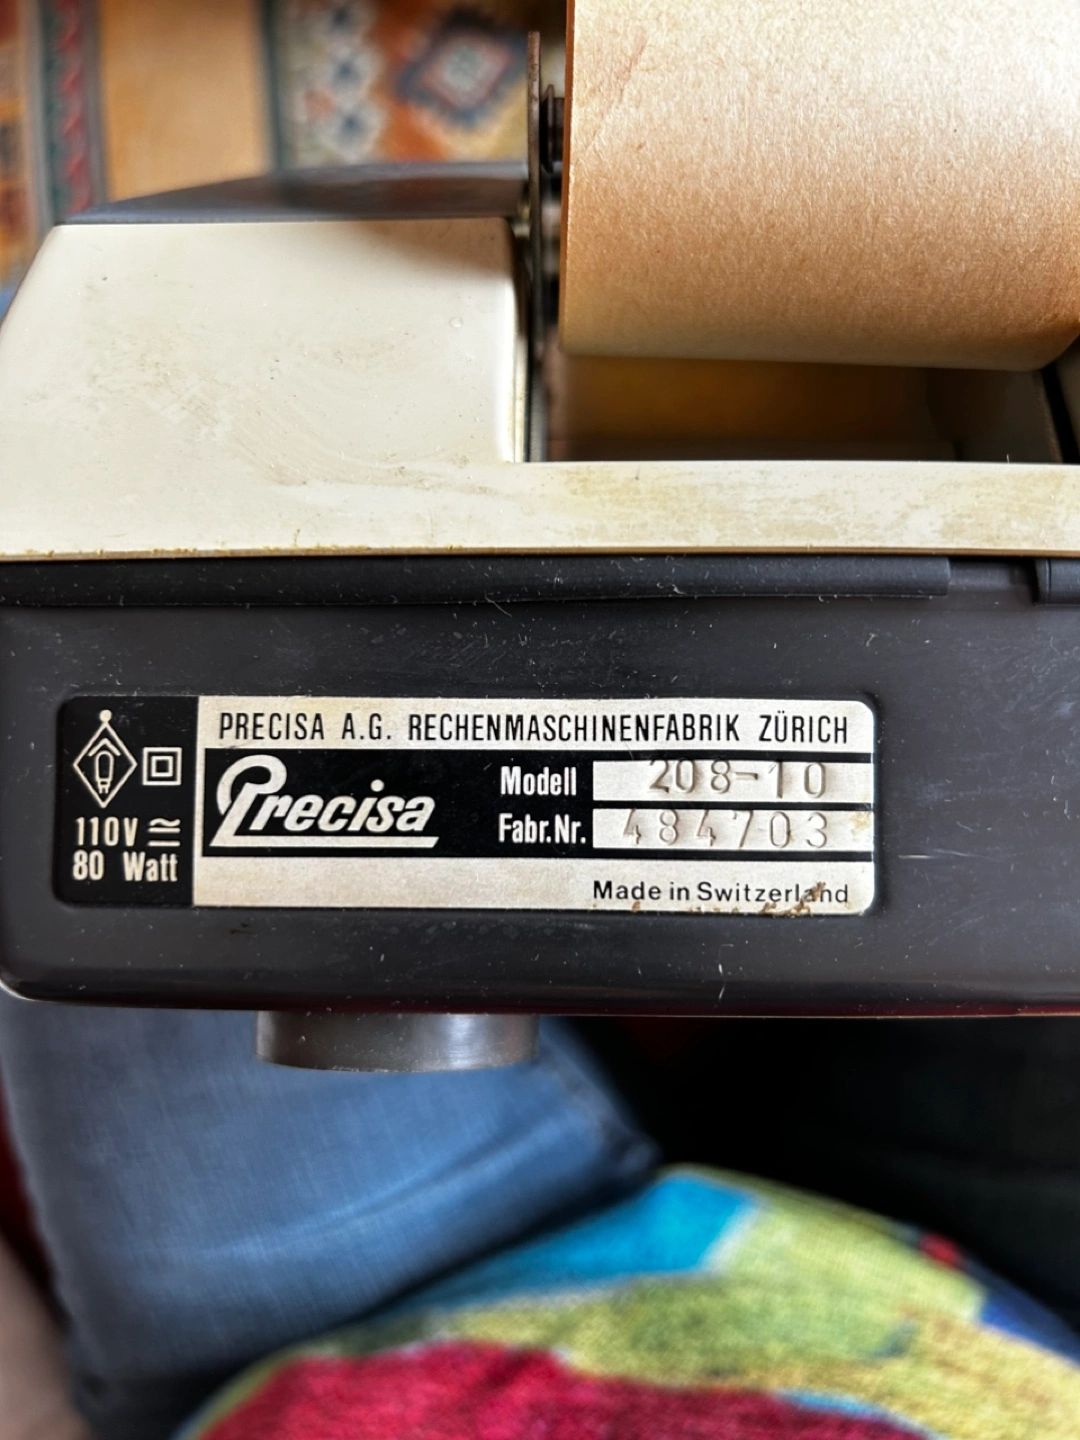 PRECISA A.G. RECHENMASCHINENFABRIK ZÜRICH
Precisa
Modell 208-10
Fabr.Nr. 484703
110V ≅
80 Watt
Made in Switzerland